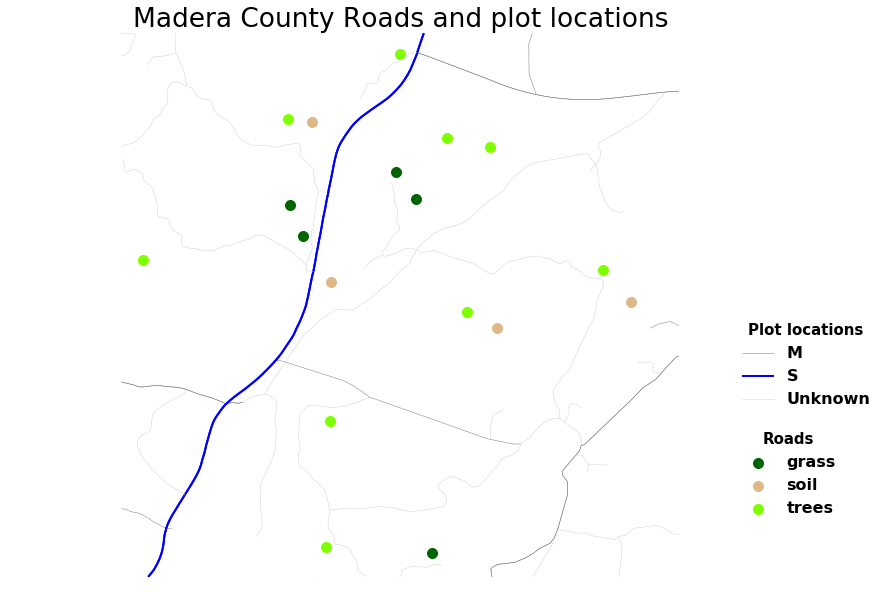 Madera County Roads and plot locations
Plot locations
M
S
Unknown
Roads
grass
soil
trees